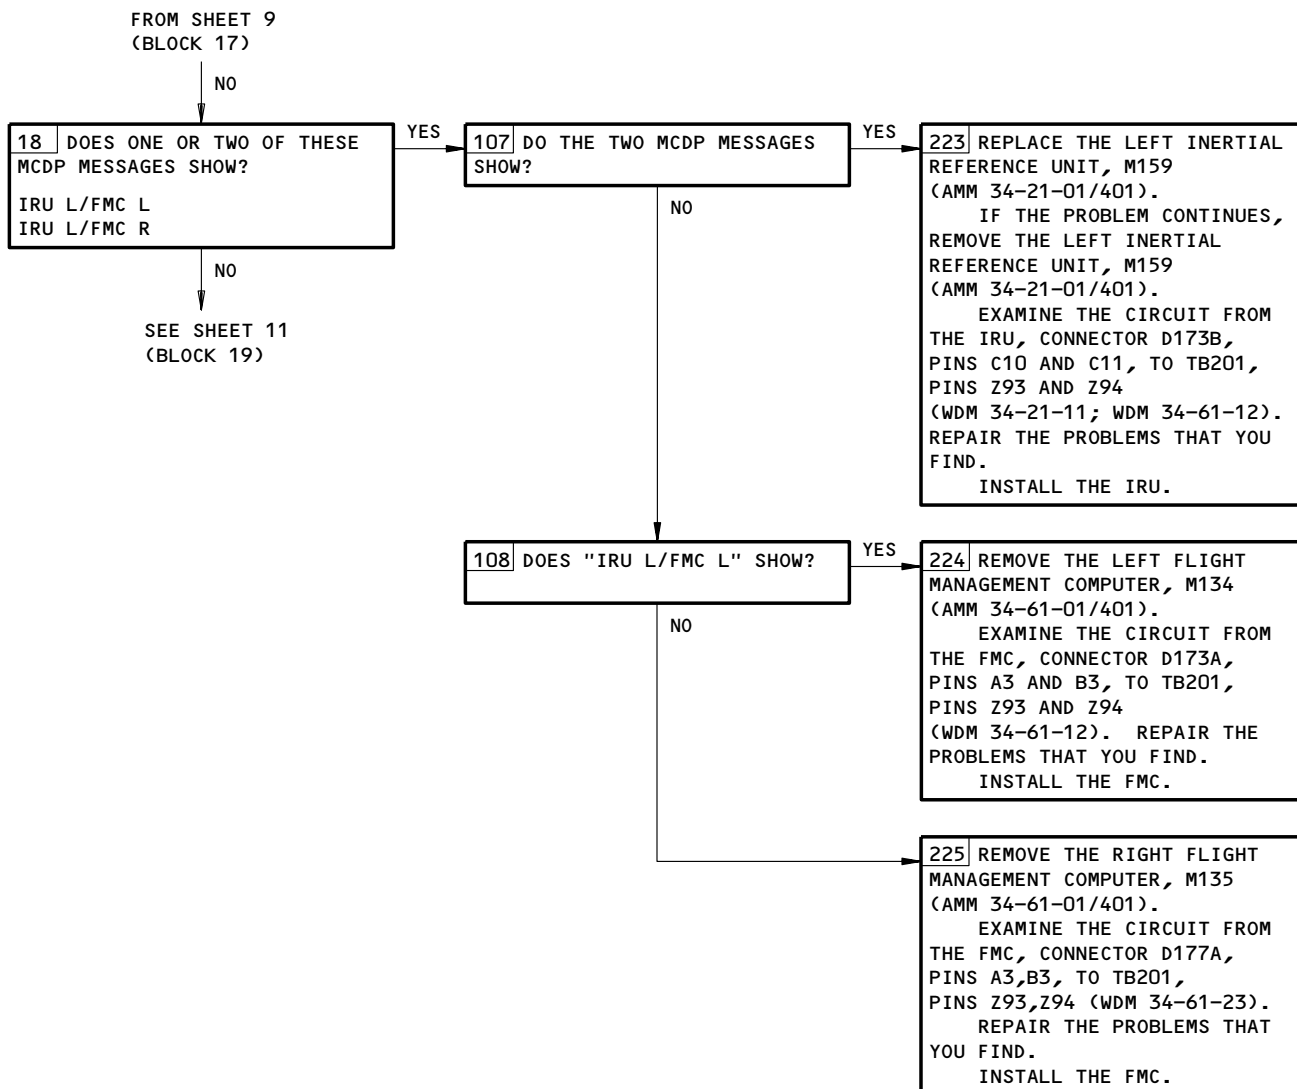 FROM SHEET 9
(BLOCK 17)
NO
18 DOES ONE OR TWO OF THESE
MCDP MESSAGES SHOW?
IRU L/FMC L
IRU L/FMC R
YES
NO
SEE SHEET 11
(BLOCK 19)
107 DO THE TWO MCDP MESSAGES
SHOW?
YES
NO
223 REPLACE THE LEFT INERTIAL
REFERENCE UNIT, M159
(AMM 34-21-01/401).
IF THE PROBLEM CONTINUES,
REMOVE THE LEFT INERTIAL
REFERENCE UNIT, M159
(AMM 34-21-01/401).
EXAMINE THE CIRCUIT FROM
THE IRU, CONNECTOR D173B,
PINS C10 AND C11, TO TB201,
PINS Z93 AND Z94
(WDM 34-21-11; WDM 34-61-12).
REPAIR THE PROBLEMS THAT YOU
FIND.
INSTALL THE IRU.
108 DOES "IRU L/FMC L" SHOW?
YES
NO
224 REMOVE THE LEFT FLIGHT
MANAGEMENT COMPUTER, M134
(AMM 34-61-01/401).
EXAMINE THE CIRCUIT FROM
THE FMC, CONNECTOR D173A,
PINS A3 AND B3, TO TB201,
PINS Z93 AND Z94
(WDM 34-61-12). REPAIR THE
PROBLEMS THAT YOU FIND.
INSTALL THE FMC.
225 REMOVE THE RIGHT FLIGHT
MANAGEMENT COMPUTER, M135
(AMM 34-61-01/401).
EXAMINE THE CIRCUIT FROM
THE FMC, CONNECTOR D177A,
PINS A3,B3, TO TB201,
PINS Z93,Z94 (WDM 34-61-23).
REPAIR THE PROBLEMS THAT
YOU FIND.
INSTALL THE FMC.